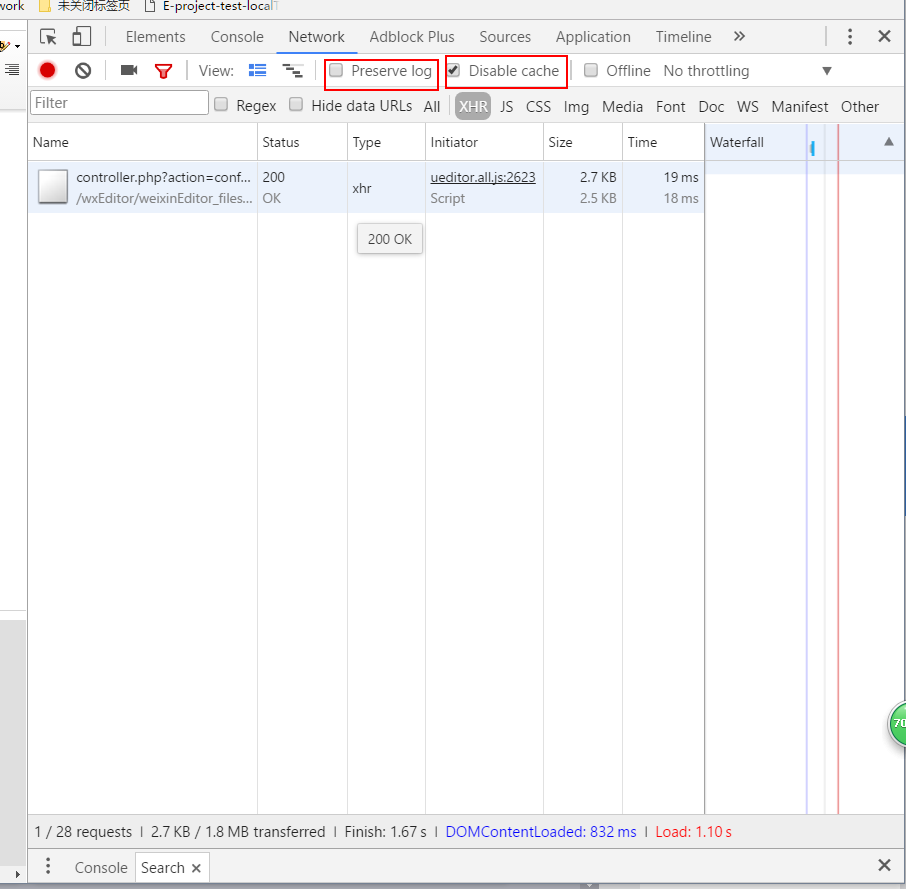 work 未关闭标签页 E-project-test-local
Elements Console Network Adblock Plus Sources Application Timeline »
View: Preserve log Disable cache Offline No throttling
Filter Regex Hide data URLs All XHR JS CSS Img Media Font Doc WS Manifest Other
Name Status Type Initiator Size Time Waterfall
controller.php?action=conf... 200 xhr ueditor.all.js:2623 2.7 KB 19 ms
/wxEditor/weixinEditor_files... OK Script 2.5 KB 18 ms
200 OK
70
1 / 28 requests | 2.7 KB / 1.8 MB transferred | Finish: 1.67 s | DOMContentLoaded: 832 ms | Load: 1.10 s
Console Search ×